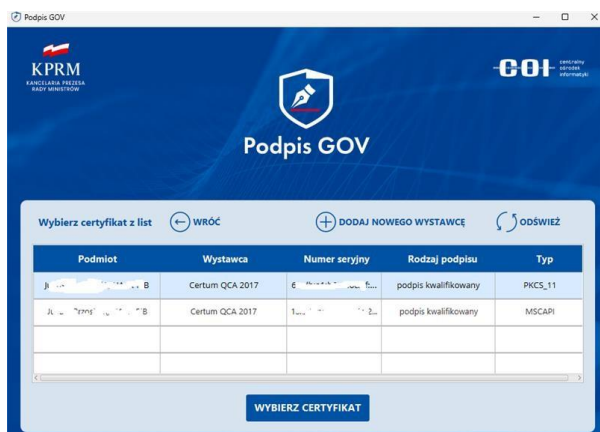 Podpis GOV
KPRM
KANCELARIA PREZESA
RADY MINISTRÓW
COI centralny
ośrodek
informatyki
Podpis GOV
Wybierz certyfikat z list WRÓĆ DODAJ NOWEGO WYSTAWCĘ ODŚWIEŻ
Podmiot Wystawca Numer seryjny Rodzaj podpisu Typ
B Certum QCA 2017 podpis kwalifikowany PKCS_11
Certum QCA 2017 podpis kwalifikowany MSCAPI
WYBIERZ CERTYFIKAT